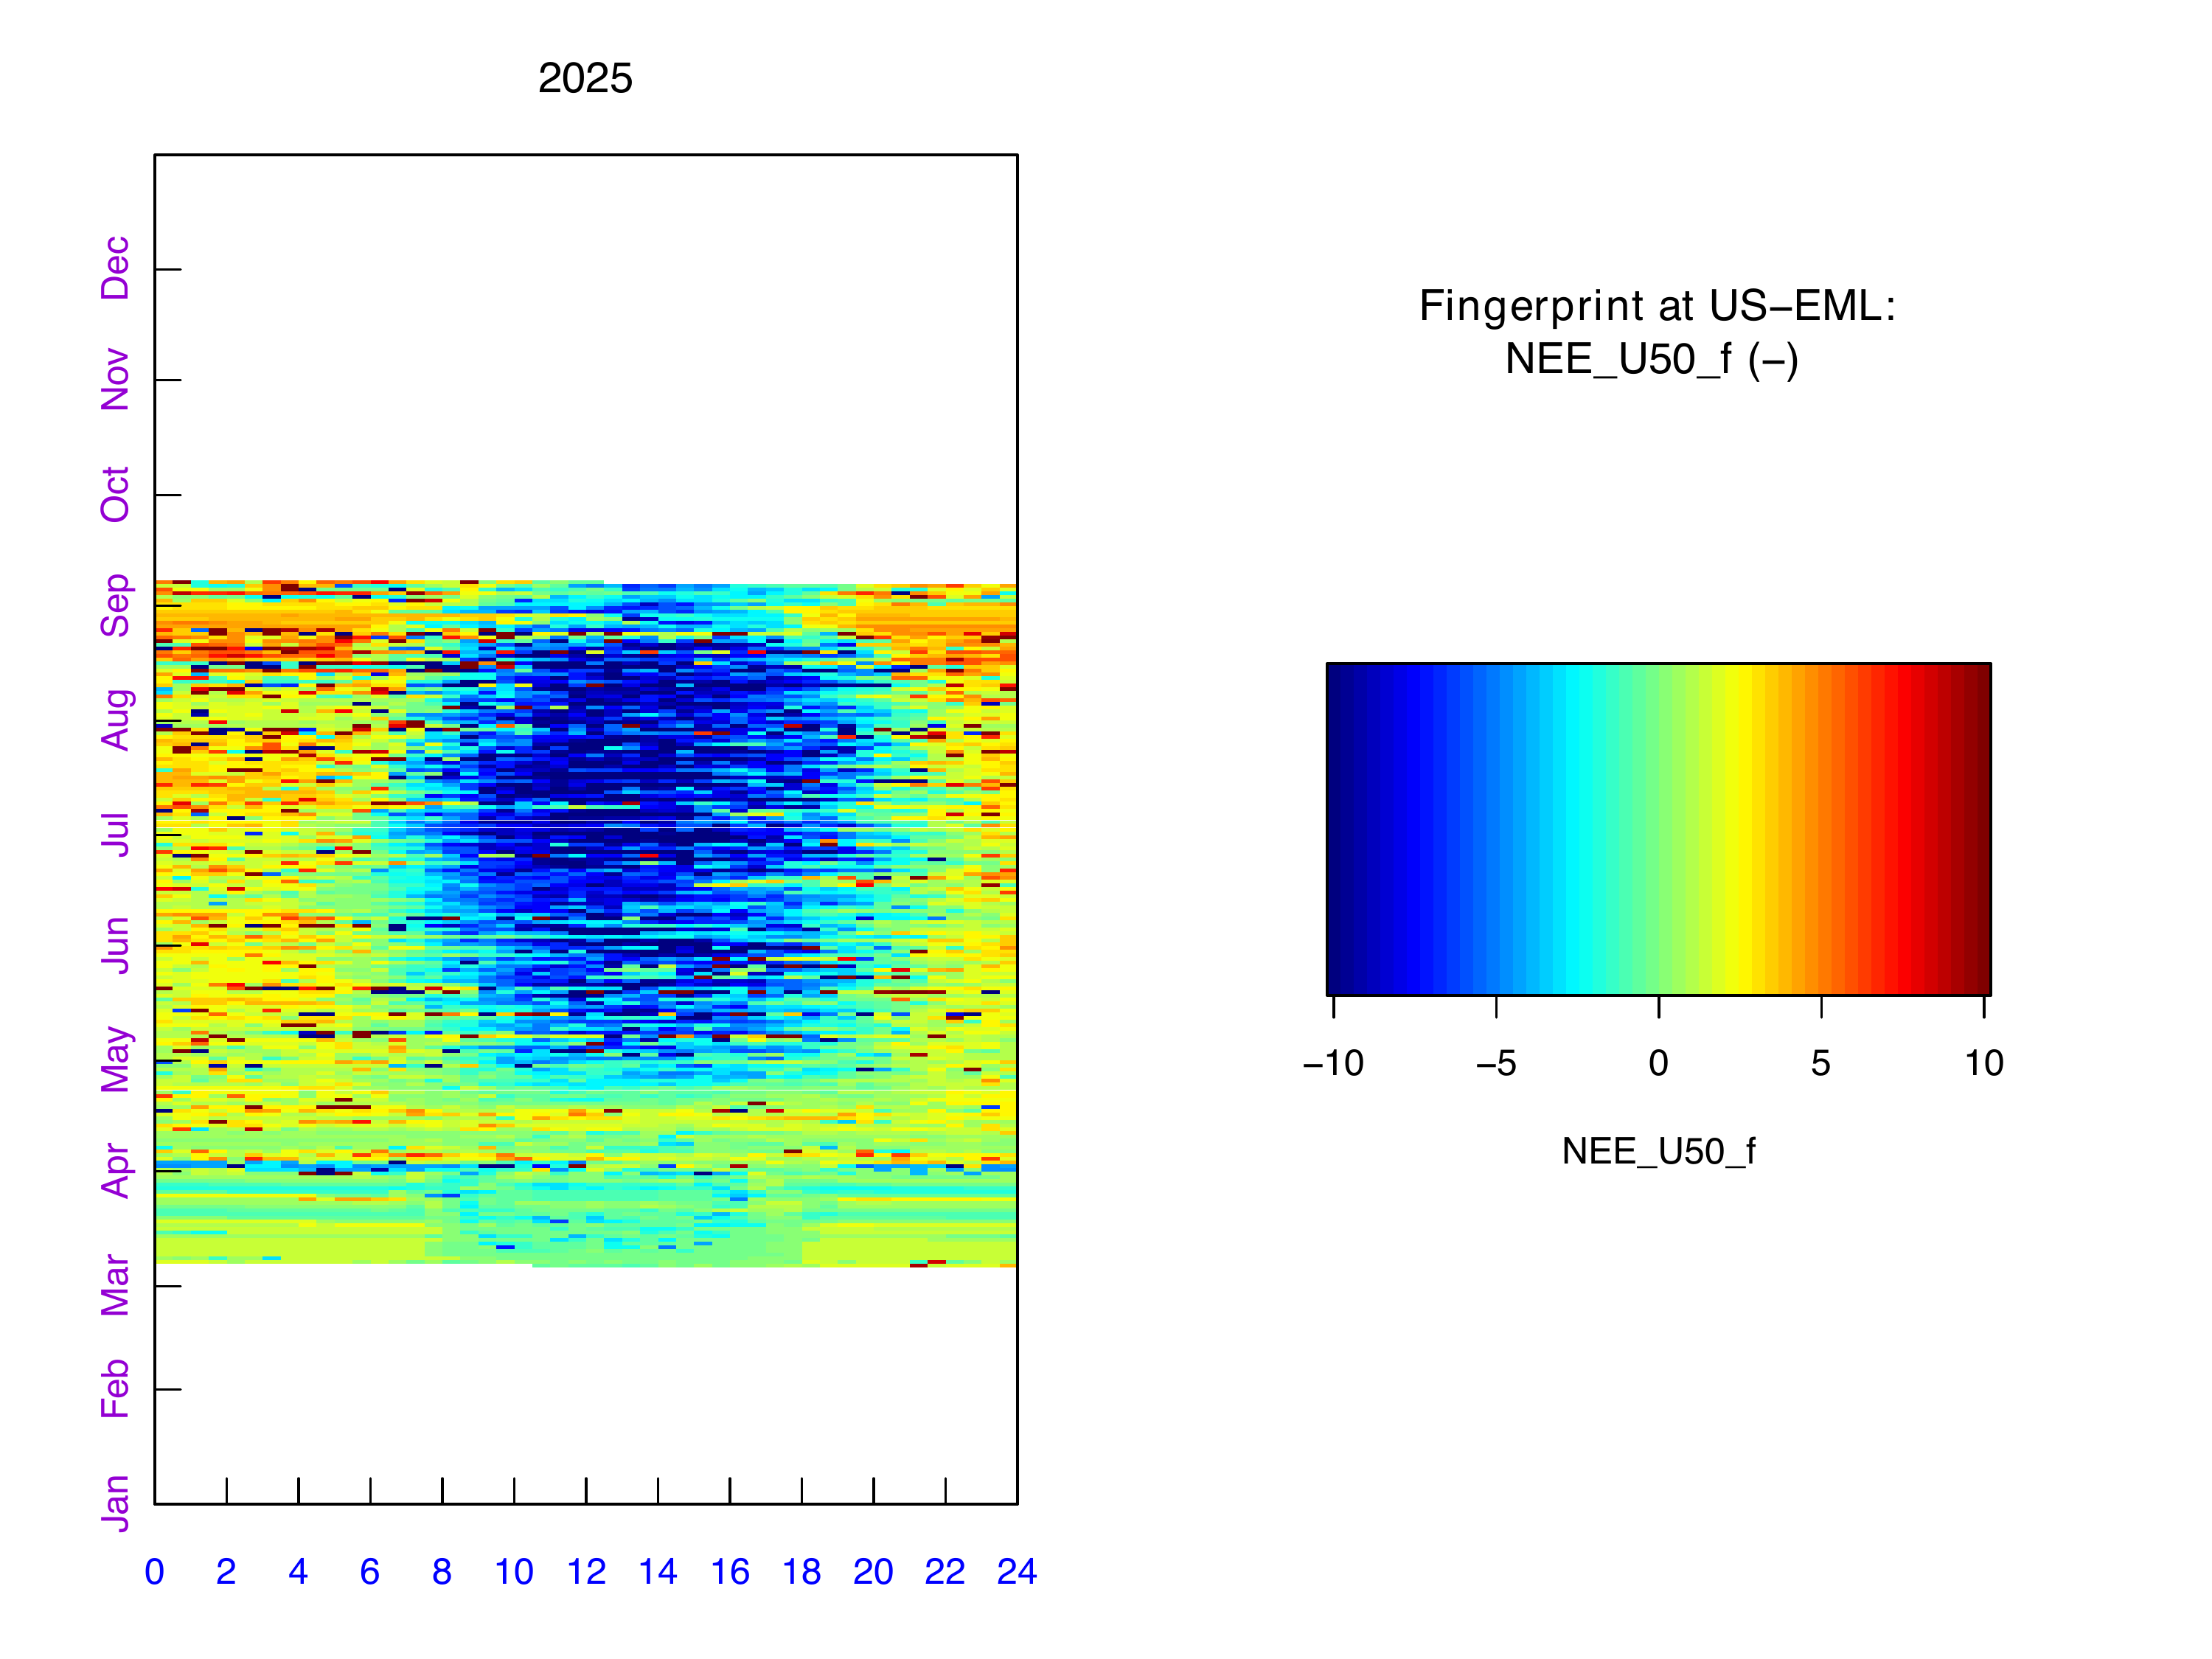 2025
Dec
Nov
Oct
Sep
Aug
Jul
Jun
May
Apr
Mar
Feb
Jan
0 2 4 6 8 10 12 14 16 18 20 22 24
Fingerprint at US−EML:
NEE_U50_f (−)
−10 −5 0 5 10
NEE_U50_f